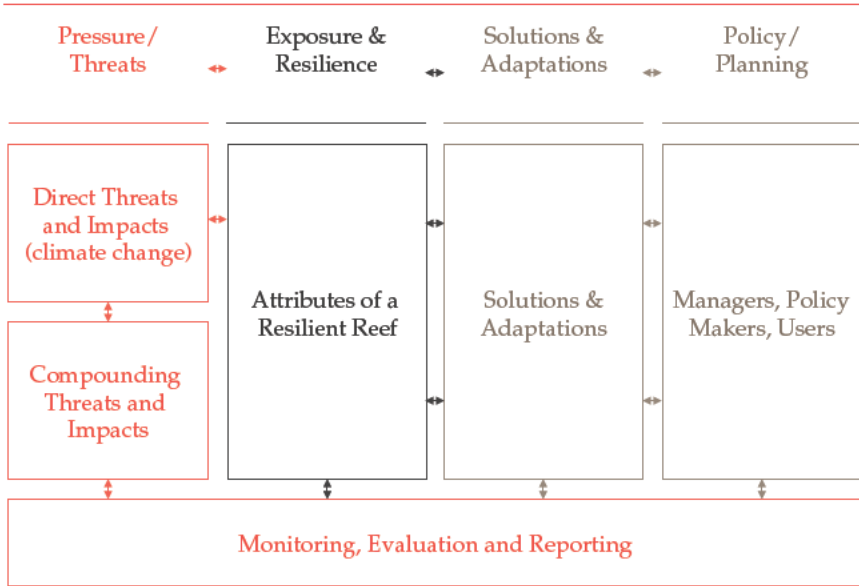 Pressure/
Threats
Exposure &
Resilience
Solutions &
Adaptations
Policy/
Planning
Direct Threats
and Impacts
(climate change)
Compounding
Threats and
Impacts
Attributes of a
Resilient Reef
Solutions &
Adaptations
Managers, Policy
Makers, Users
Monitoring, Evaluation and Reporting